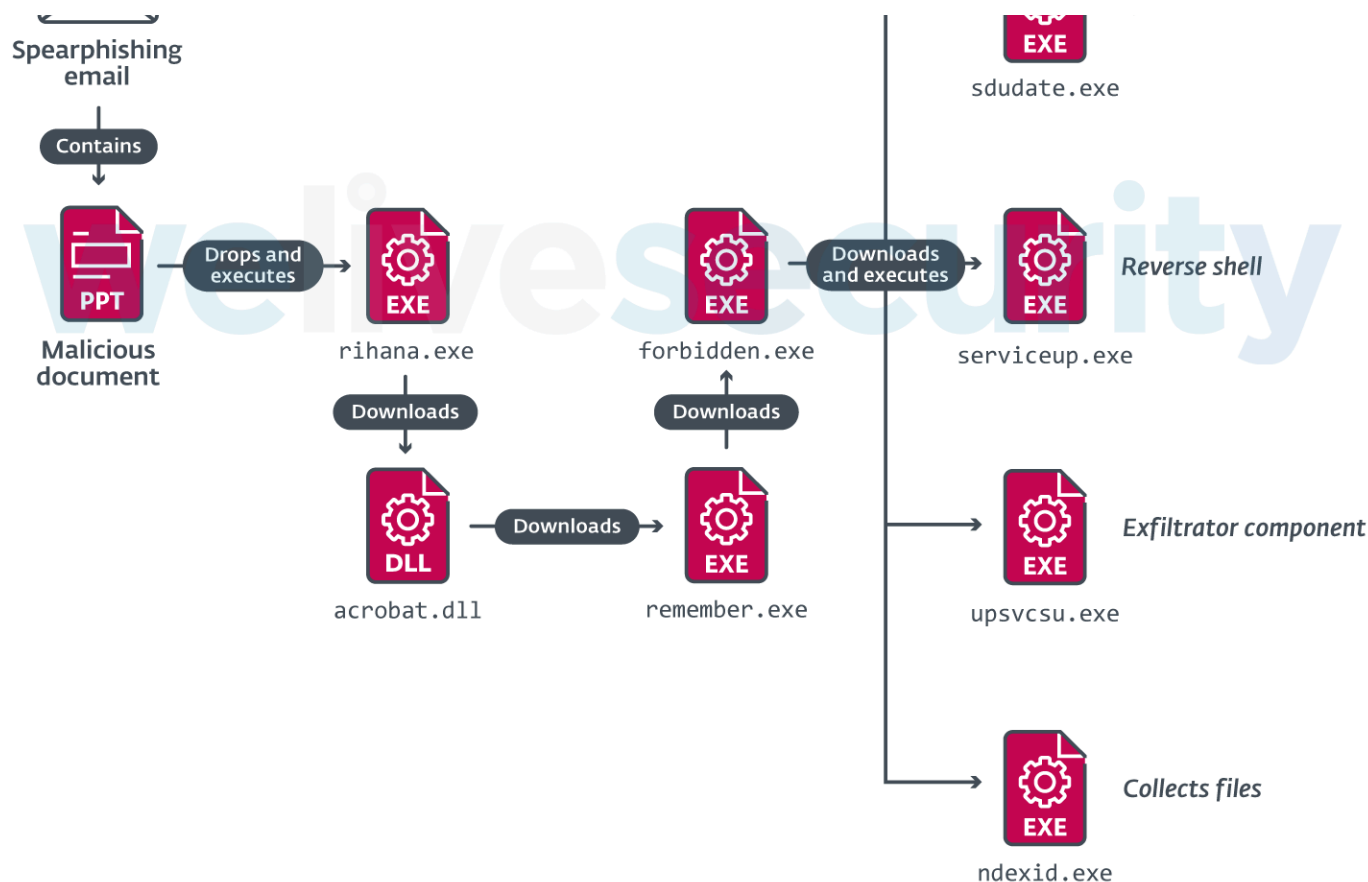 Spearphishing
email
Contains
PPT
Malicious
document
Drops and
executes
EXE
rihana.exe
Downloads
DLL
acrobat.dll
Downloads
EXE
remember.exe
Downloads
EXE
forbidden.exe
Downloads
and executes
EXE
sdudate.exe
EXE
serviceup.exe
Reverse shell
EXE
upsvcsu.exe
Exfiltrator component
EXE
ndexid.exe
Collects files
welivesecurity